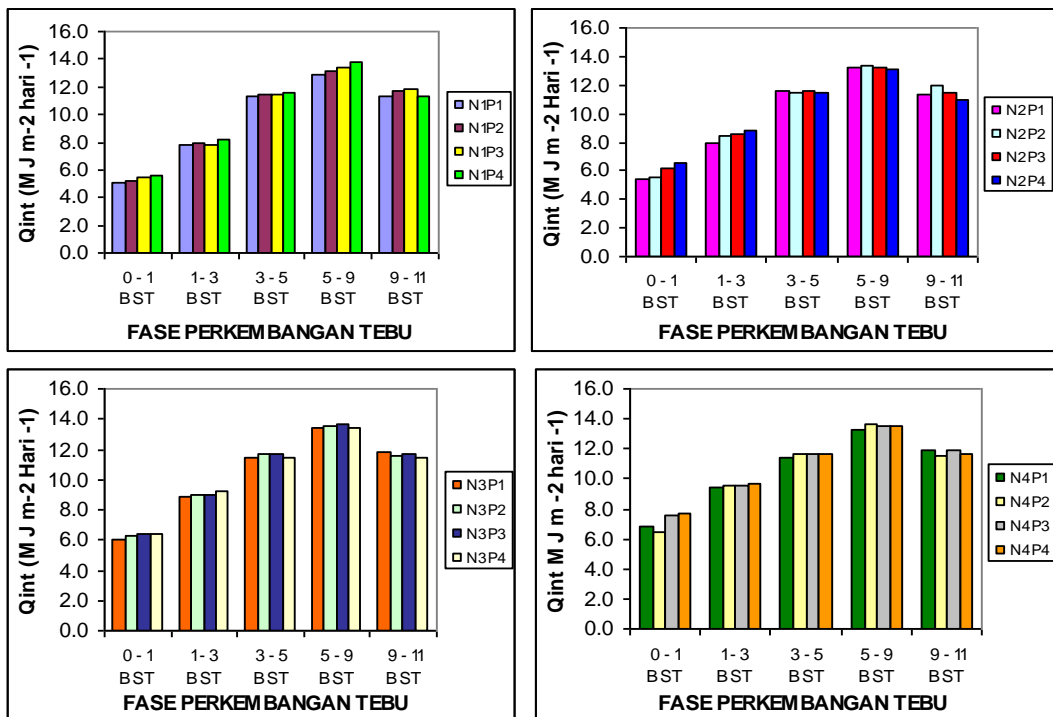 Qint (M J m-2 hari -1)
16.0
14.0
12.0
10.0
8.0
6.0
4.0
2.0
0.0
0 - 1 BST
1- 3 BST
3 - 5 BST
5 - 9 BST
9 - 11 BST
FASE PERKEMBANGAN TEBU
N1P1
N1P2
N1P3
N1P4
Qint (M J m -2 Hari -1)
16.0
14.0
12.0
10.0
8.0
6.0
4.0
2.0
0.0
0 - 1 BST
1- 3 BST
3 - 5 BST
5 - 9 BST
9 - 11 BST
FASE PERKEMBANGAN TEBU
N2P1
N2P2
N2P3
N2P4
Qint (M J m-2 Hari -1)
16.0
14.0
12.0
10.0
8.0
6.0
4.0
2.0
0.0
0 - 1 BST
1- 3 BST
3 - 5 BST
5 - 9 BST
9 - 11 BST
FASE PERKEMBANGAN TEBU
N3P1
N3P2
N3P3
N3P4
Qint M J m -2 hari -1)
16.0
14.0
12.0
10.0
8.0
6.0
4.0
2.0
0.0
0 - 1 BST
1 - 3 BST
3 - 5 BST
5 - 9 BST
9 - 11 BST
FASE PERKEMBANGAN TEBU
N4P1
N4P2
N4P3
N4P4